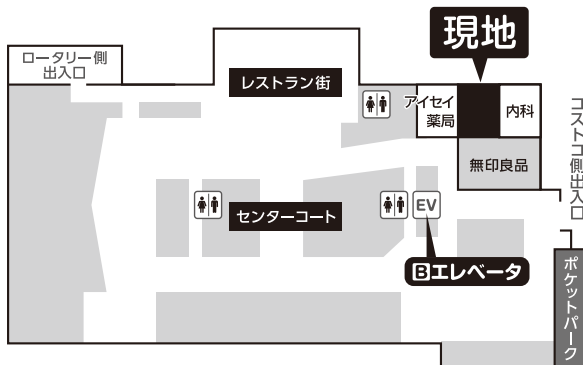 現地
ロータリー側
出入口
レストラン街
アイセイ
薬局
内科
コストコ側出入口
無印良品
センターコート
EV
Bエレベータ
ポケットパーク